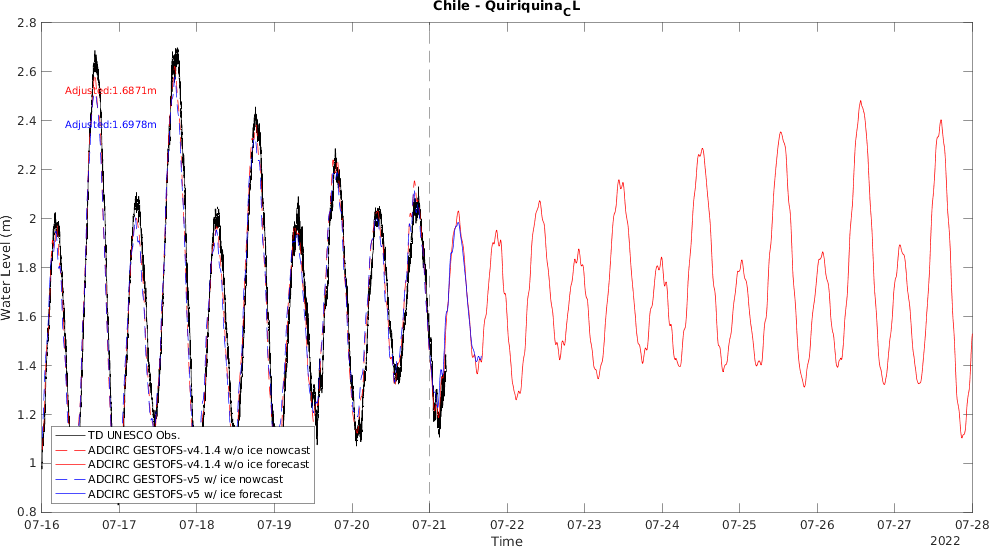 Chile - Quiriquina_CL
Water Level (m)
2.8
2.6
2.4
2.2
2
1.8
1.6
1.4
1.2
1
0.8
Adjusted:1.6871m
Adjusted:1.6978m
TD UNESCO Obs.
ADCIRC GESTOFS-v4.1.4 w/o ice nowcast
ADCIRC GESTOFS-v4.1.4 w/o ice forecast
ADCIRC GESTOFS-v5 w/ ice nowcast
ADCIRC GESTOFS-v5 w/ ice forecast
07-16 07-17 07-18 07-19 07-20 07-21 07-22 07-23 07-24 07-25 07-26 07-27 07-28
Time
2022